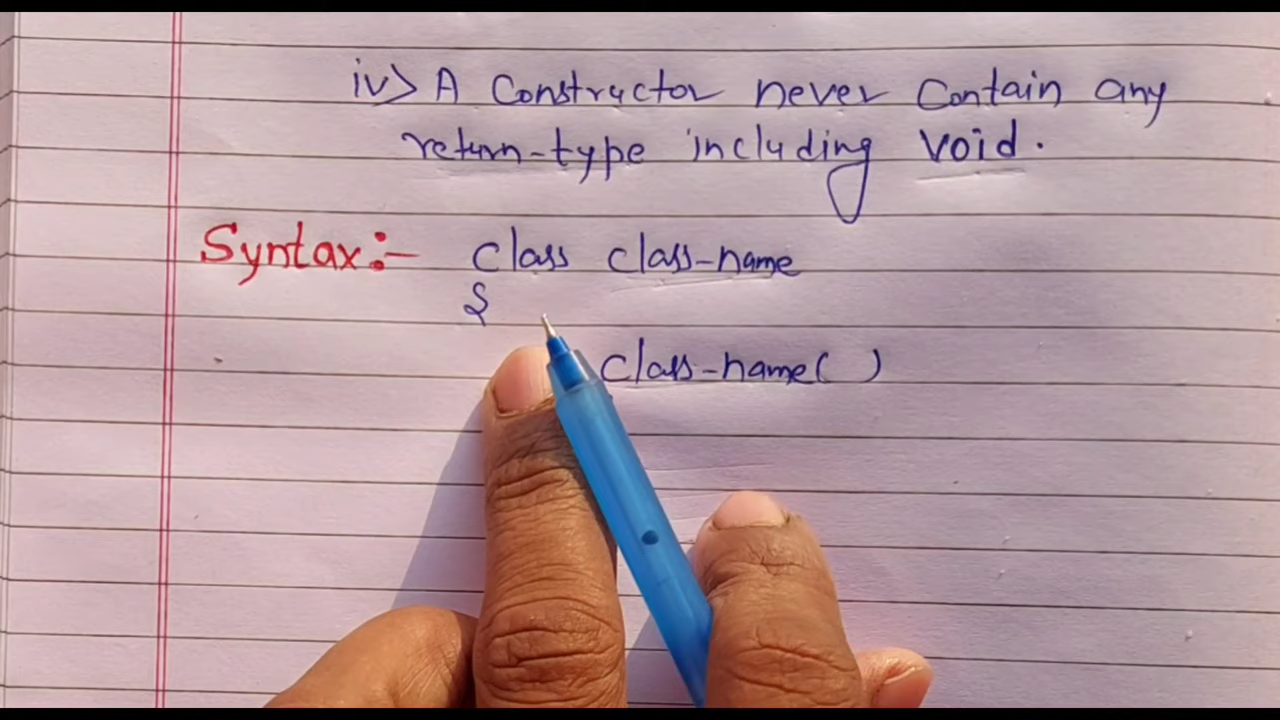 iv> A Constructor never Contain any
return-type including void.
Syntax:- class class-name
{
class-name( )